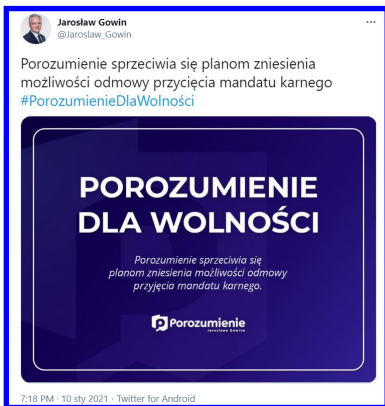 Jarosław Gowin
@Jaroslaw_Gowin
Porozumienie sprzeciwia się planom zniesienia
możliwości odmowy przycięcia mandatu karnego
#PorozumienieDlaWolności
POROZUMIENIE
DLA WOLNOŚCI
Porozumienie sprzeciwia się
planom zniesienia możliwości odmowy
przyjęcia mandatu karnego.
Porozumienie
Jarosława Gowina
7:18 PM · 10 sty 2021 · Twitter for Android